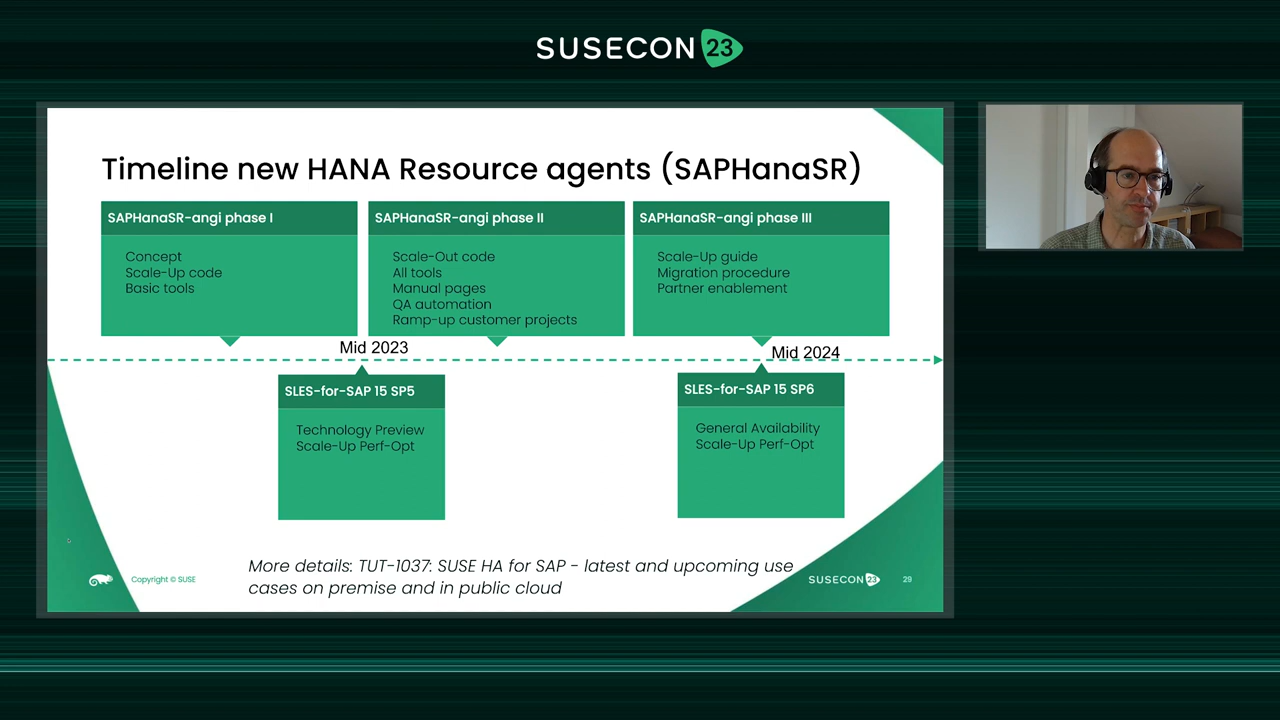 SUSECON 23
Timeline new HANA Resource agents (SAPHanaSR)
SAPHanaSR-angi phase I
Concept
Scale-Up code
Basic tools
SAPHanaSR-angi phase II
Scale-Out code
All tools
Manual pages
QA automation
Ramp-up customer projects
SAPHanaSR-angi phase III
Scale-Up guide
Migration procedure
Partner enablement
Mid 2023
Mid 2024
SLES-for-SAP 15 SP5
Technology Preview
Scale-Up Perf-Opt
SLES-for-SAP 15 SP6
General Availability
Scale-Up Perf-Opt
More details: TUT-1037: SUSE HA for SAP - latest and upcoming use
cases on premise and in public cloud
Copyright © SUSE
SUSECON 23
29